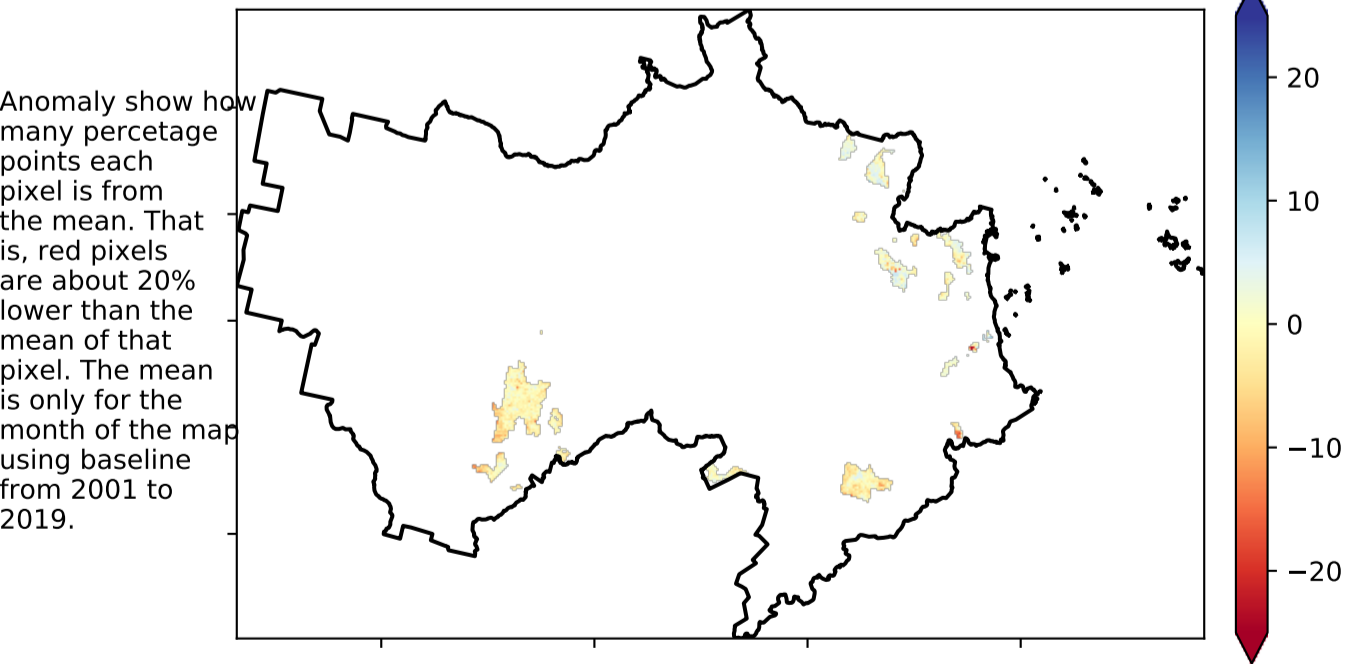 Anomaly show how
many percetage
points each
pixel is from
the mean. That
is, red pixels
are about 20%
lower than the
mean of that
pixel. The mean
is only for the
month of the map
using baseline
from 2001 to
2019.
20
10
0
−10
−20